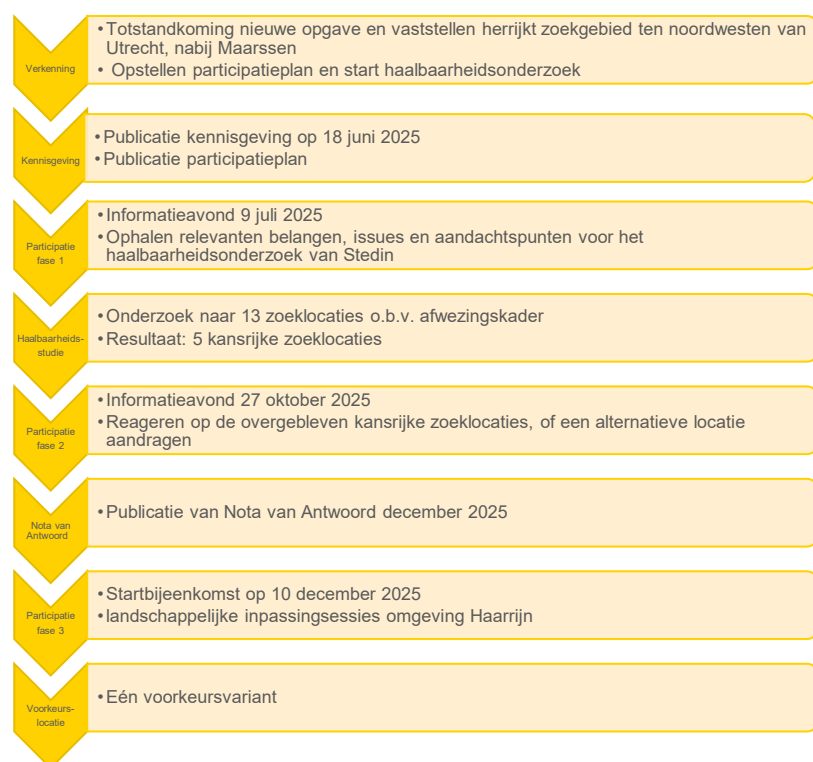 Verkenning
•Totstandkoming nieuwe opgave en vaststellen herrijkt zoekgebied ten noordwesten van
Utrecht, nabij Maarssen
• Opstellen participatieplan en start haalbaarheidsonderzoek
Kennisgeving
•Publicatie kennisgeving op 18 juni 2025
•Publicatie participatieplan
Participatie
fase 1
•Informatieavond 9 juli 2025
•Ophalen relevanten belangen, issues en aandachtspunten voor het
haalbaarheidsonderzoek van Stedin
Haalbaarheids-
studie
•Onderzoek naar 13 zoeklocaties o.b.v. afwezingskader
•Resultaat: 5 kansrijke zoeklocaties
Participatie
fase 2
•Informatieavond 27 oktober 2025
•Reageren op de overgebleven kansrijke zoeklocaties, of een alternatieve locatie
aandragen
Nota van
Antwoord
•Publicatie van Nota van Antwoord december 2025
Participatie
fase 3
•Startbijeenkomst op 10 december 2025
•landschappelijke inpassingsessies omgeving Haarrijn
Voorkeurs-
locatie
•Eén voorkeursvariant